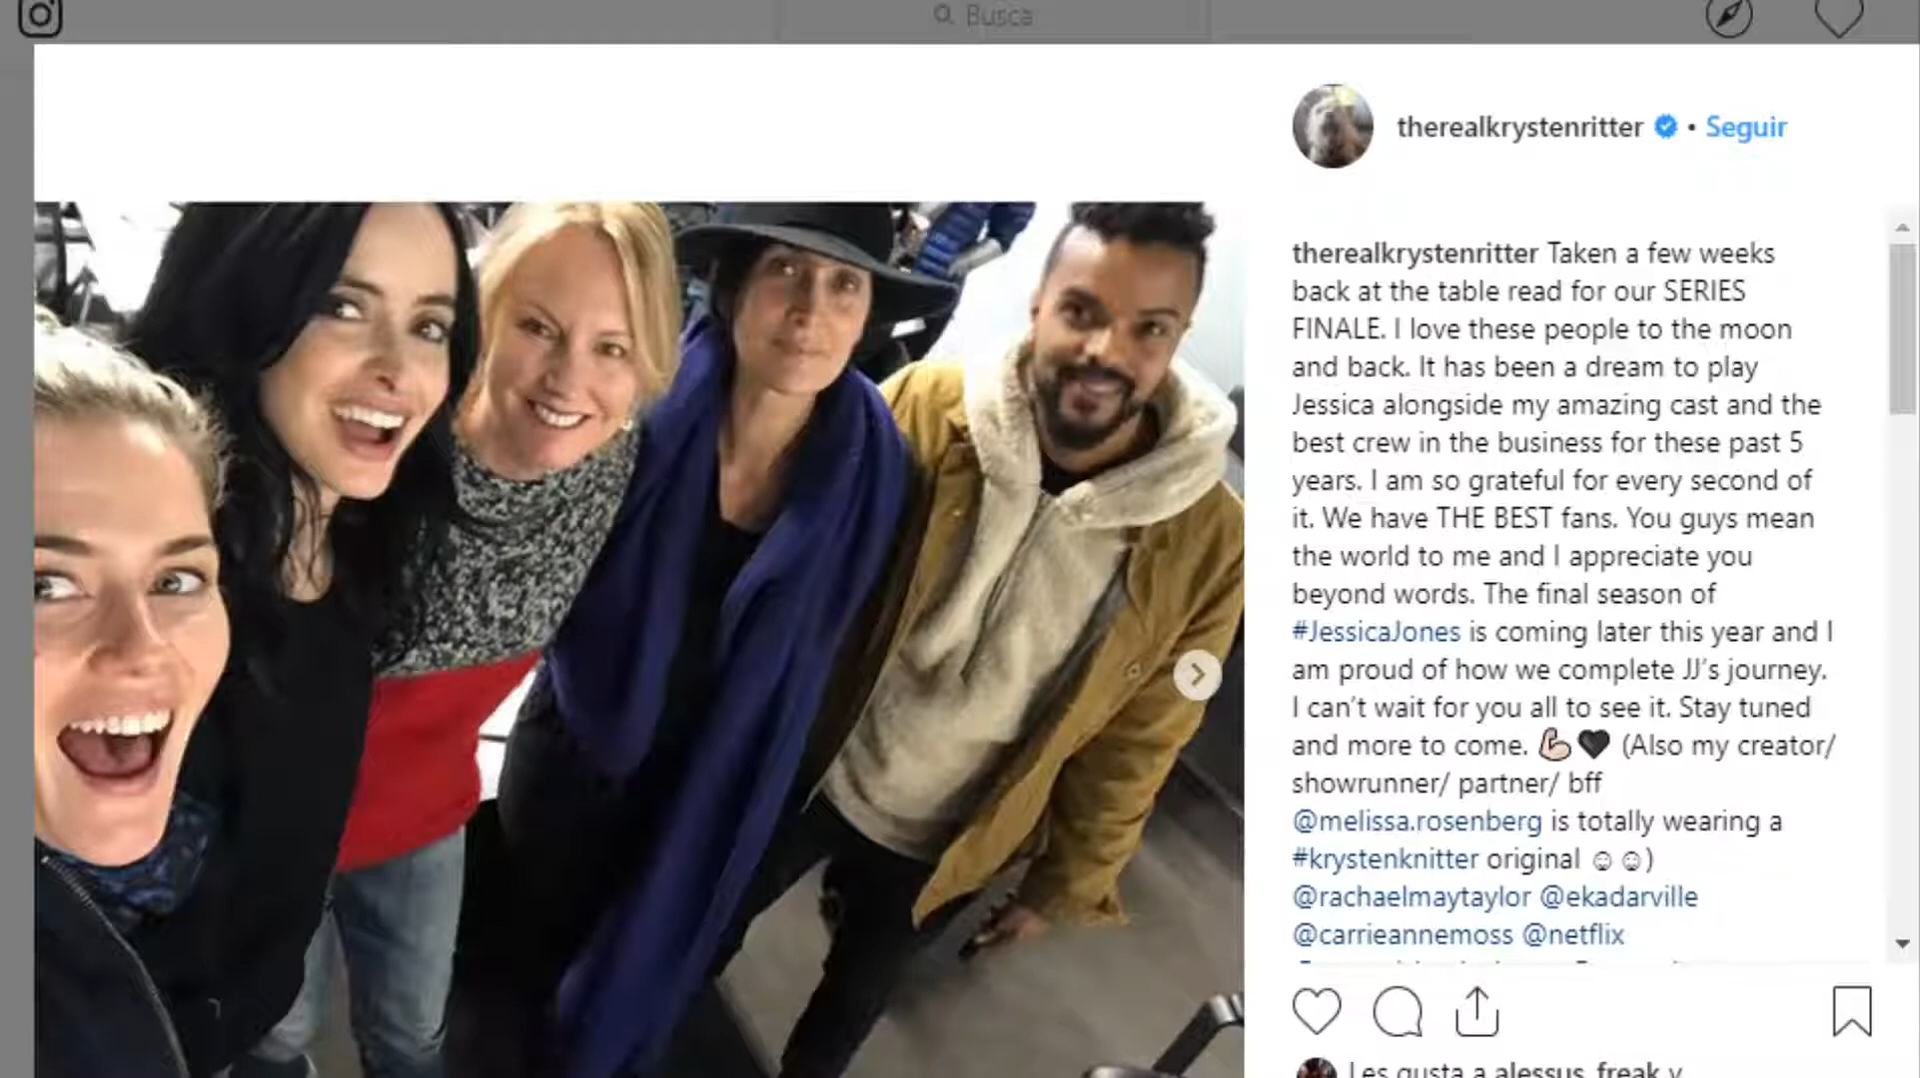 Busca
therealkrystenritter • Seguir
therealkrystenritter Taken a few weeks
back at the table read for our SERIES
FINALE. I love these people to the moon
and back. It has been a dream to play
Jessica alongside my amazing cast and the
best crew in the business for these past 5
years. I am so grateful for every second of
it. We have THE BEST fans. You guys mean
the world to me and I appreciate you
beyond words. The final season of
#JessicaJones is coming later this year and I
am proud of how we complete JJ’s journey.
I can’t wait for you all to see it. Stay tuned
and more to come. 💪🏻🖤 (Also my creator/
showrunner/ partner/ bff
@melissa.rosenberg is totally wearing a
#krystenknitter original ☺☺)
@rachaelmaytaylor @ekadarville
@carrieannemoss @netflix
Les gusta a alessus_freak y